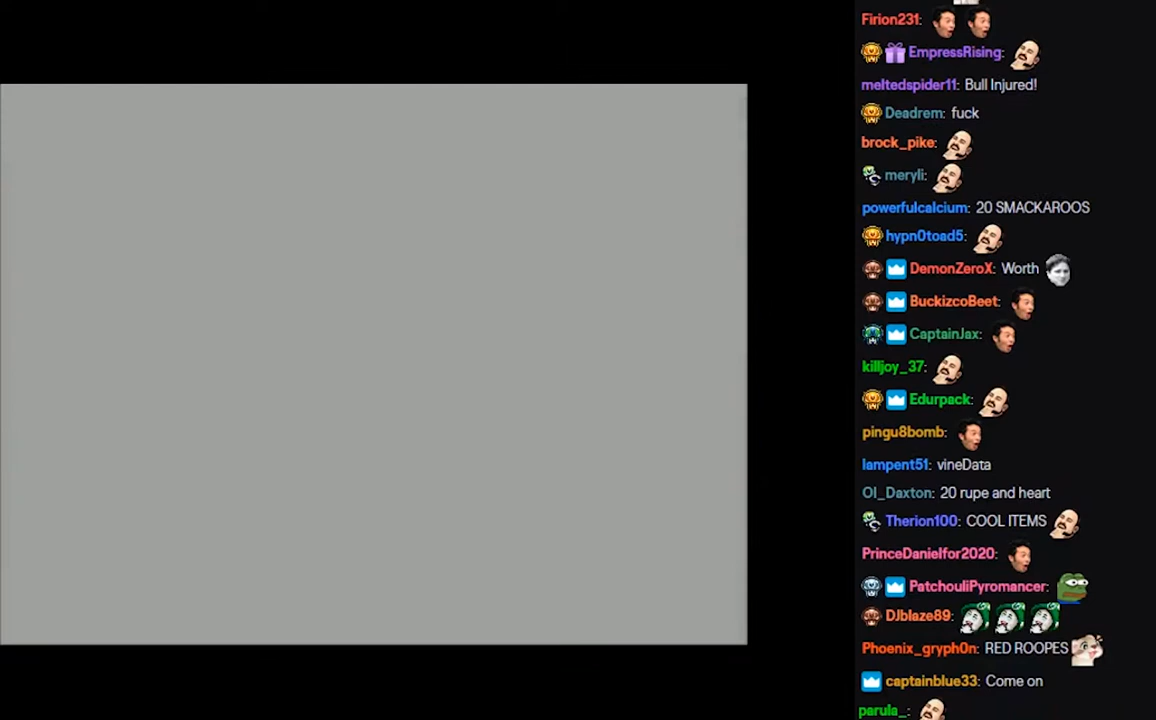 Firion231:
EmpressRising:
meltedspider11: Bull Injured!
Deadrem: fuck
brock_pike:
meryli:
powerfulcalcium: 20 SMACKAROOS
hypn0toad5:
DemonZeroX: Worth
BuckizcoBeet:
CaptainJax:
killjoy_37:
Edurpack:
pingu8bomb:
lampent51: vineData
Ol_Daxton: 20 rupe and heart
Therion100: COOL ITEMS
PrinceDanielfor2020:
PatchouliPyromancer:
DJblaze89:
Phoenix_gryph0n: RED ROOPES
captainblue33: Come on
parula_: